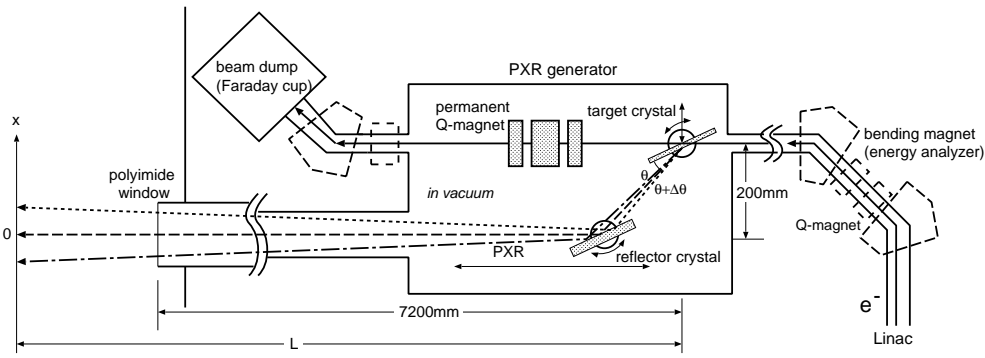 beam dump
(Faraday cup)
PXR generator
permanent
Q-magnet
target crystal
bending magnet
(energy analyzer)
x
polyimide
window
in vacuum
θ
θ+Δθ
200mm
Q-magnet
0
PXR
reflector crystal
7200mm
e-
L
Linac